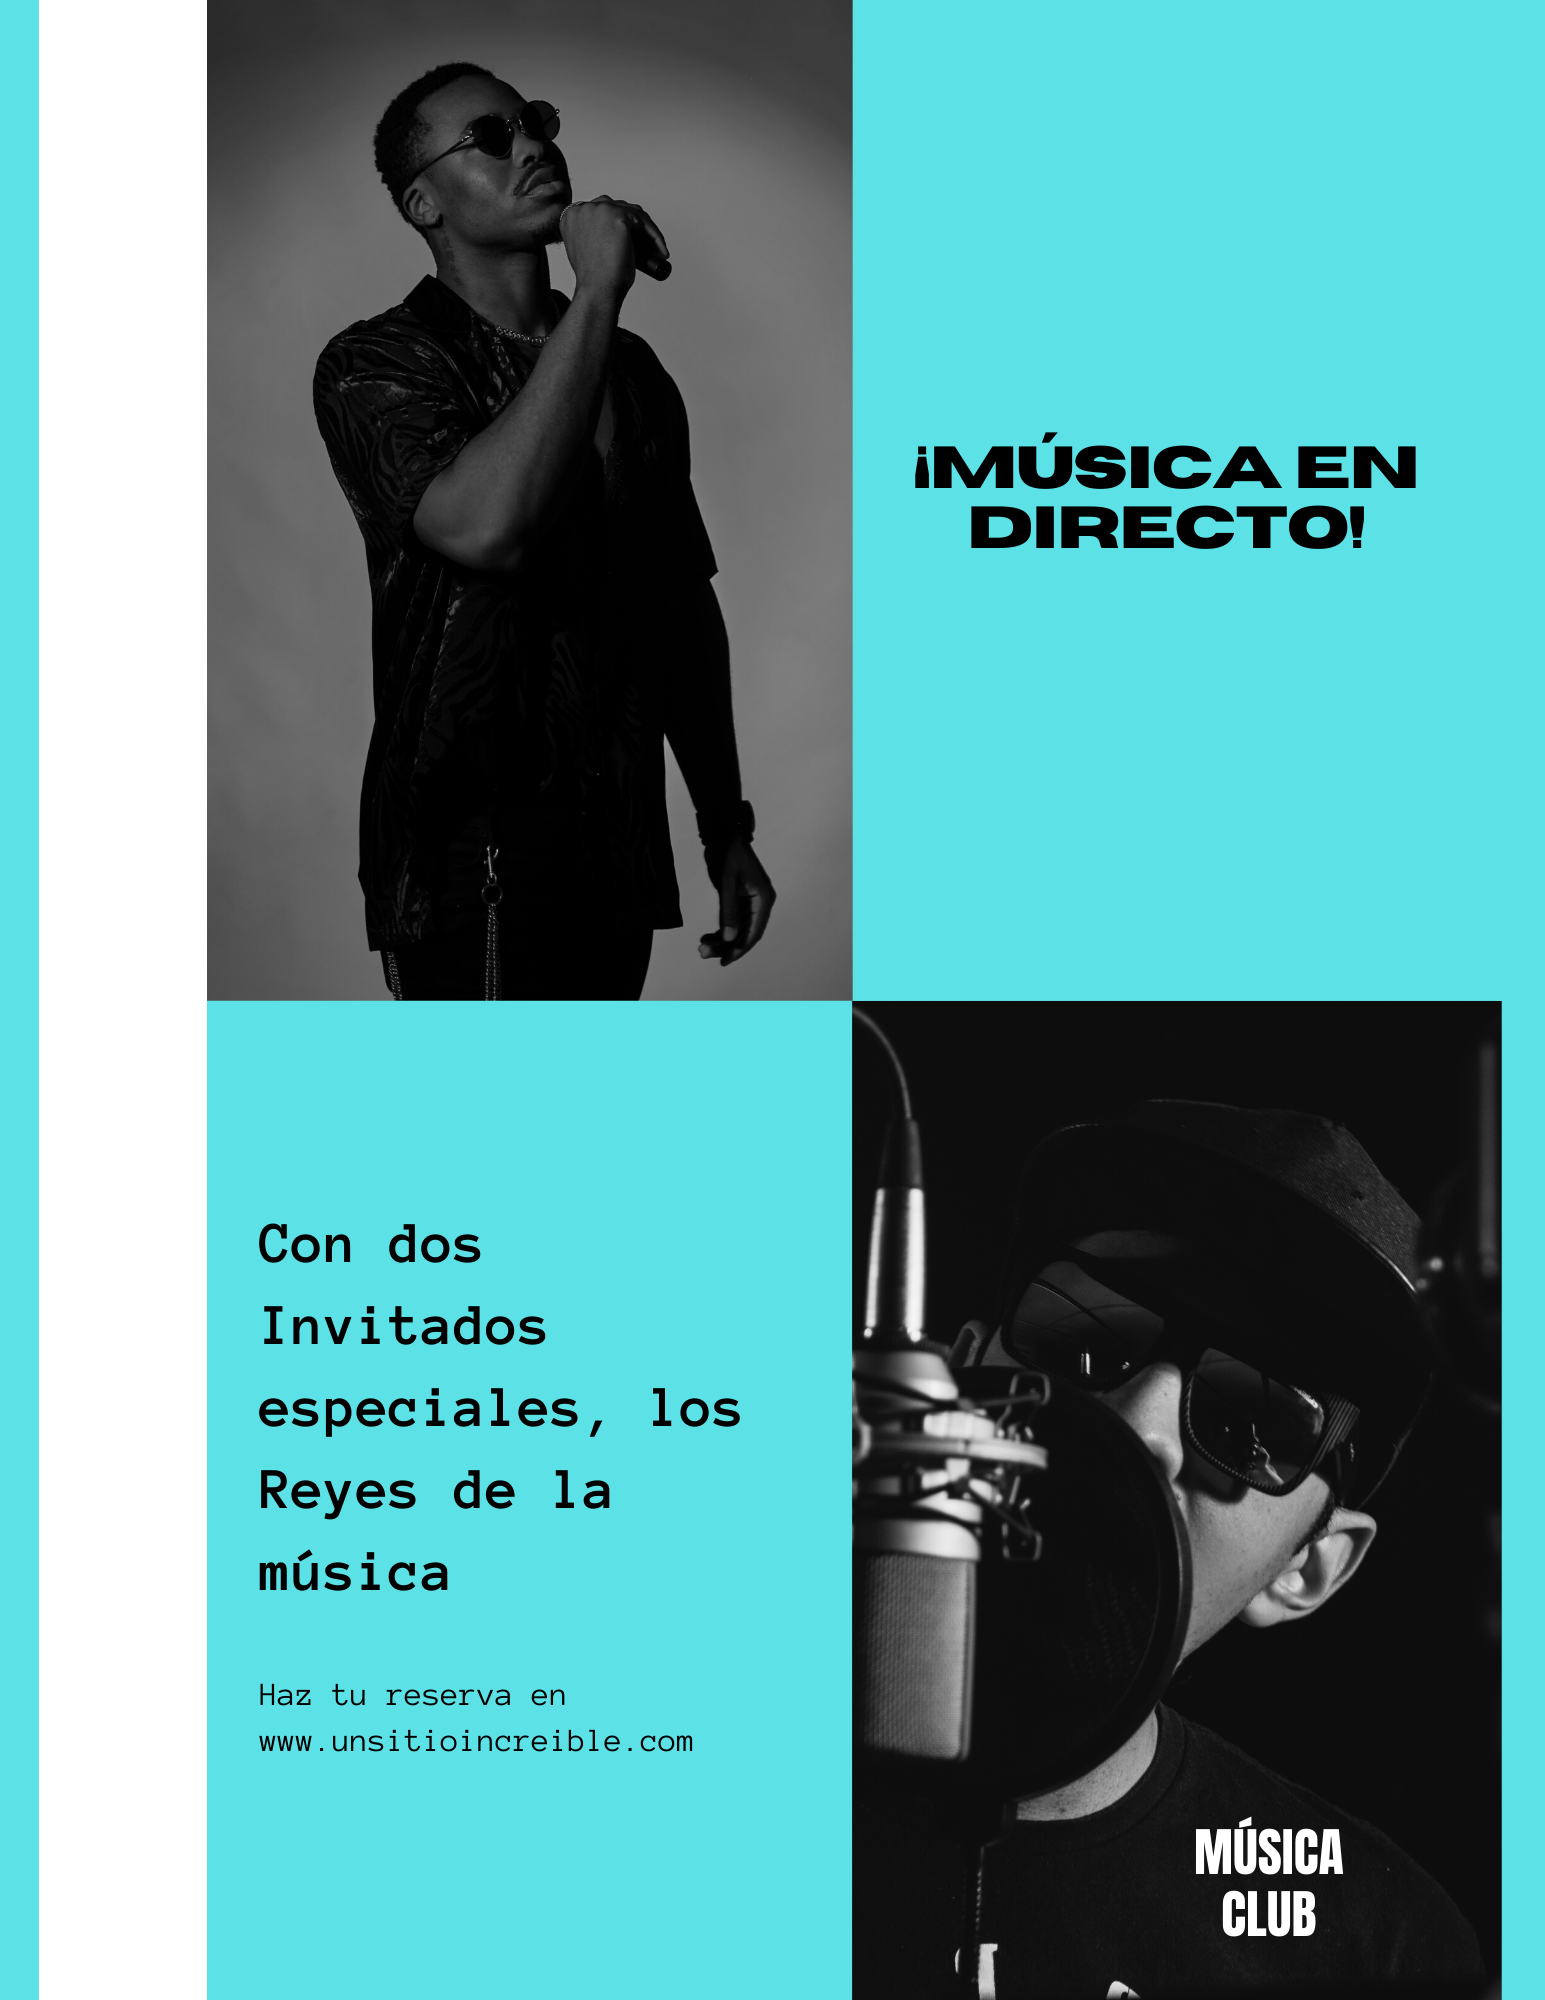 ¡MÚSICA EN
DIRECTO!
Con dos
Invitados
especiales, los
Reyes de la
música
Haz tu reserva en
www.unsitioincreible.com
MÚSICA
CLUB